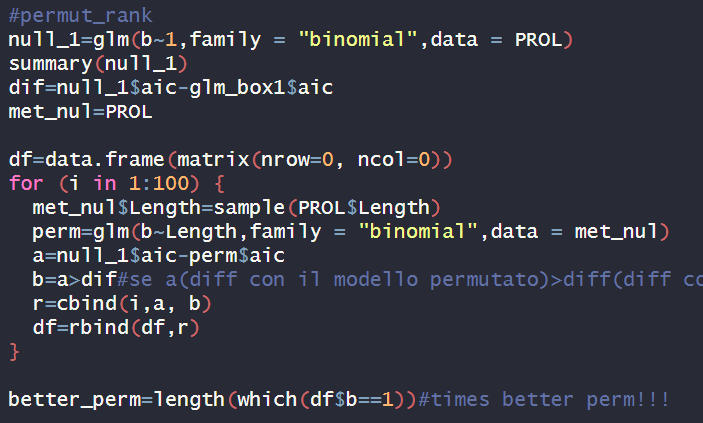 #permut_rank
null_1=glm(b~1,family = "binomial",data = PROL)
summary(null_1)
dif=null_1$aic-glm_box1$aic
met_nul=PROL
df=data.frame(matrix(nrow=0, ncol=0))
for (i in 1:100) {
  met_nul$Length=sample(PROL$Length)
  perm=glm(b~Length,family = "binomial",data = met_nul)
  a=null_1$aic-perm$aic
  b=a>dif#se a(diff con il modello permutato)>diff(diff co
  r=cbind(i,a, b)
  df=rbind(df,r)
}
better_perm=length(which(df$b==1))#times better perm!!!